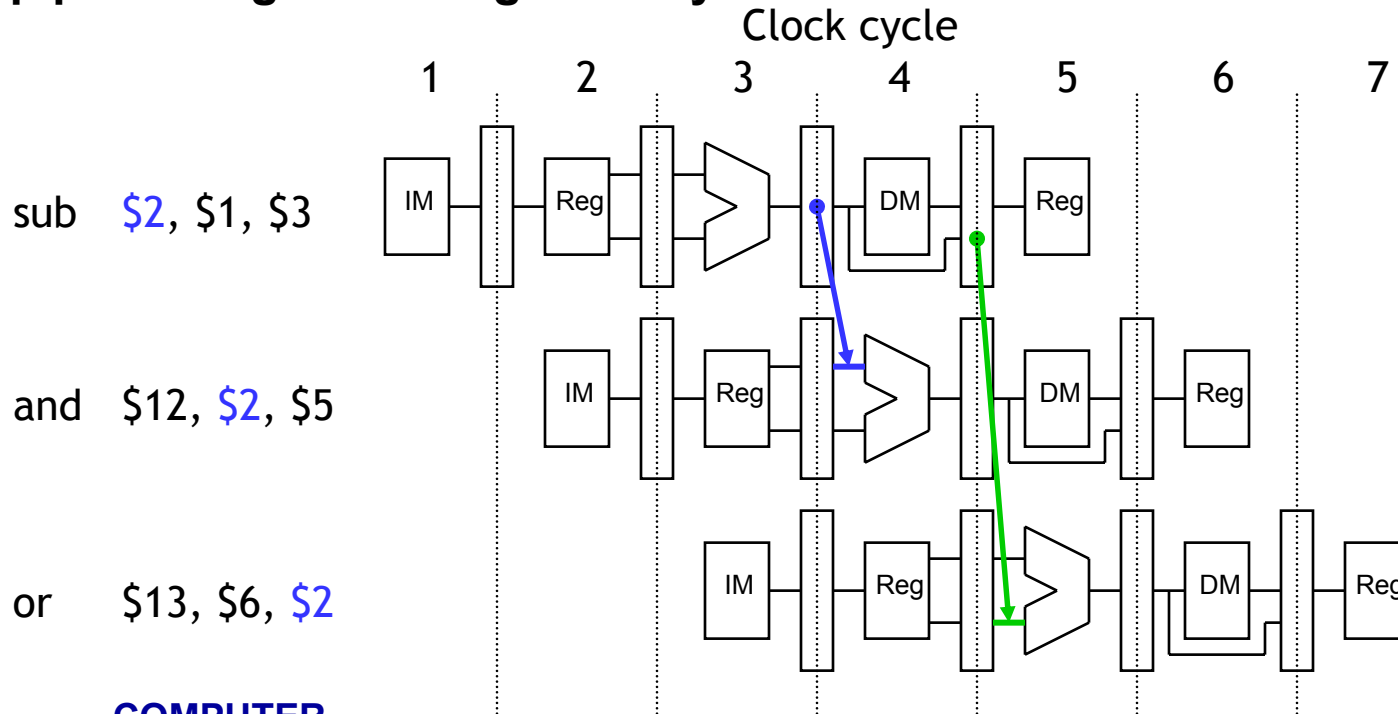 Clock cycle
1 2 3 4 5 6 7
sub $2, $1, $3 IM Reg DM Reg
and $12, $2, $5 IM Reg DM Reg
or $13, $6, $2 IM Reg DM Reg
COMPUTER